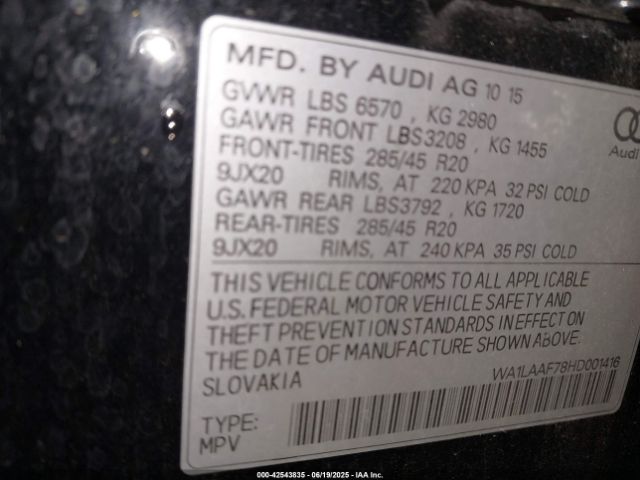 MFD. BY AUDI AG 10 15
GVWR LBS 6570 , KG 2980
GAWR FRONT LBS3208 , KG 1455
FRONT-TIRES 285/45 R20
9JX20 RIMS, AT 220 KPA 32 PSI COLD
GAWR REAR LBS3792 , KG 1720
REAR-TIRES 285/45 R20
9JX20 RIMS, AT 240 KPA 35 PSI COLD
Audi
THIS VEHICLE CONFORMS TO ALL APPLICABLE
U.S. FEDERAL MOTOR VEHICLE SAFETY AND
THEFT PREVENTION STANDARDS IN EFFECT ON
THE DATE OF MANUFACTURE SHOWN ABOVE.
SLOVAKIA
WA1LAAF78HD001416
TYPE:
MPV
000-42543835 - 06/19/2025 - IAA Inc.